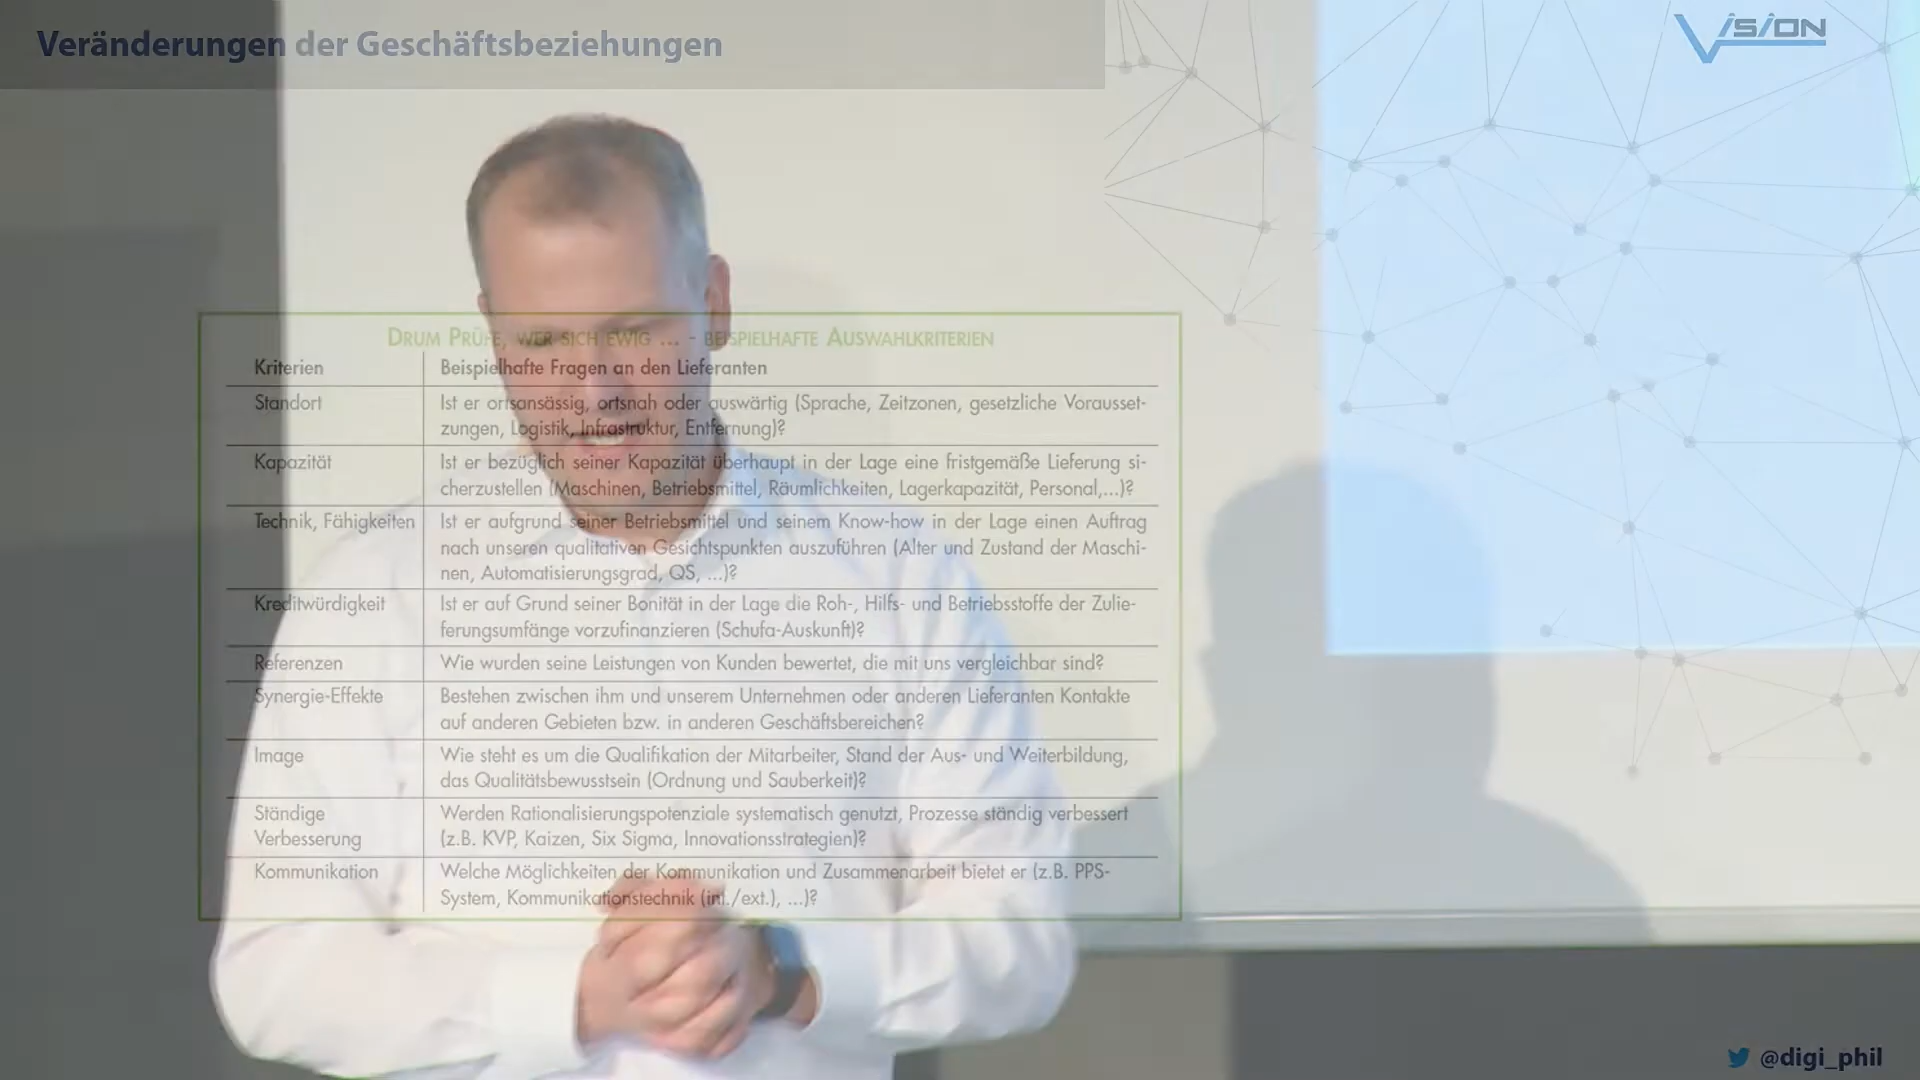 Veränderungen der Geschäftsbeziehungen
VISION
DRUM PRÜFE, WER SICH EWIG ... - BEISPIELHAFTE AUSWAHLKRITERIEN
Kriterien
Beispielhafte Fragen an den Lieferanten
Standort
Ist er ortsansässig, ortsnah oder auswärtig (Sprache, Zeitzonen, gesetzliche Vorausset-
zungen, Logistik, Infrastruktur, Entfernung)?
Kapazität
Ist er bezüglich seiner Kapazität überhaupt in der Lage eine fristgemäße Lieferung si-
cherzustellen (Maschinen, Betriebsmittel, Räumlichkeiten, Lagerkapazität, Personal,...)?
Technik, Fähigkeiten
Ist er aufgrund seiner Betriebsmittel und seinem Know-how in der Lage einen Auftrag
nach unseren qualitativen Gesichtspunkten auszuführen (Alter und Zustand der Maschi-
nen, Automatisierungsgrad, QS, ...)?
Kreditwürdigkeit
Ist er auf Grund seiner Bonität in der Lage die Roh-, Hilfs- und Betriebsstoffe der Zulie-
ferungsumfänge vorzufinanzieren (Schufa-Auskunft)?
Referenzen
Wie wurden seine Leistungen von Kunden bewertet, die mit uns vergleichbar sind?
Synergie-Effekte
Bestehen zwischen ihm und unserem Unternehmen oder anderen Lieferanten Kontakte
auf anderen Gebieten bzw. in anderen Geschäftsbereichen?
Image
Wie steht es um die Qualifikation der Mitarbeiter, Stand der Aus- und Weiterbildung,
das Qualitätsbewusstsein (Ordnung und Sauberkeit)?
Ständige
Verbesserung
Werden Rationalisierungspotenziale systematisch genutzt, Prozesse ständig verbessert
(z.B. KVP, Kaizen, Six Sigma, Innovationsstrategien)?
Kommunikation
Welche Möglichkeiten der Kommunikation und Zusammenarbeit bietet er (z.B. PPS-
System, Kommunikationstechnik (int./ext.), ...)?
@digi_phil